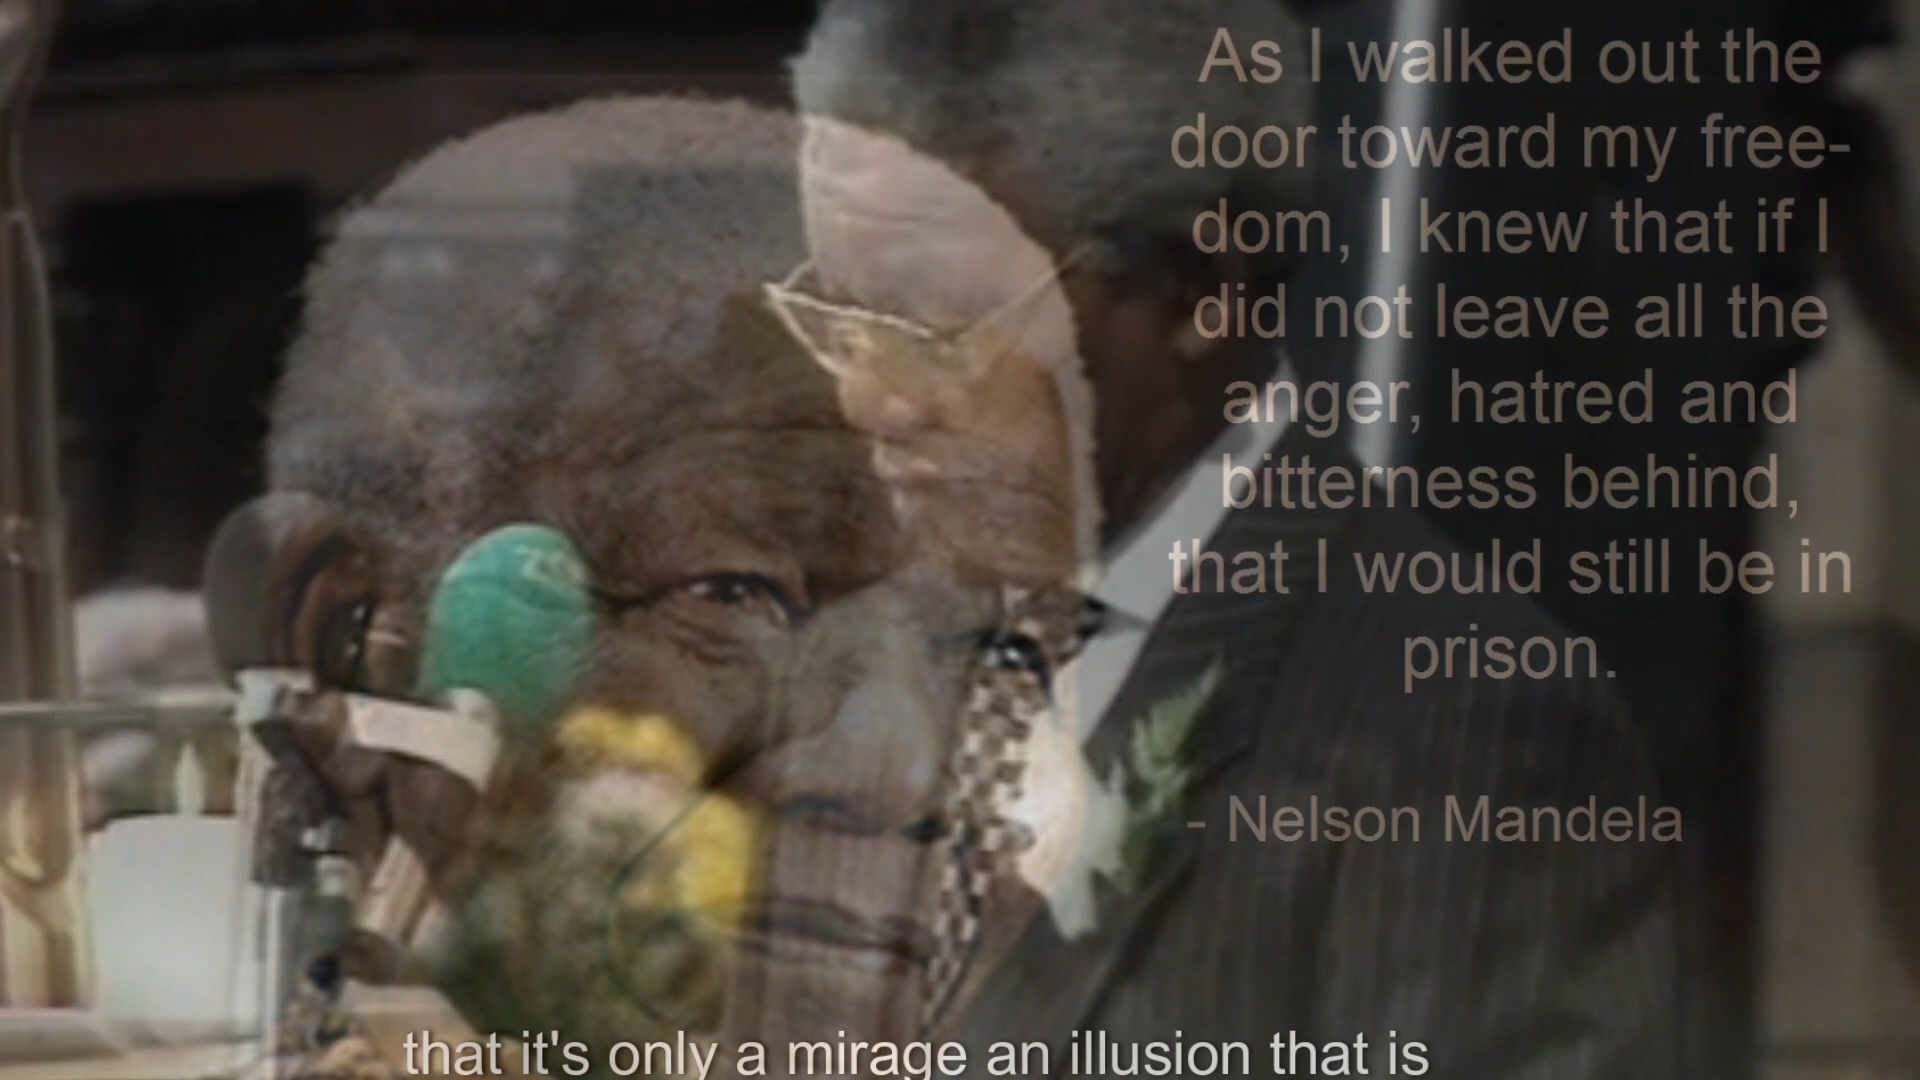 As I walked out the
door toward my free-
dom, I knew that if I
did not leave all the
anger, hatred and
bitterness behind,
that I would still be in
prison.
- Nelson Mandela
that it's only a mirage an illusion that is